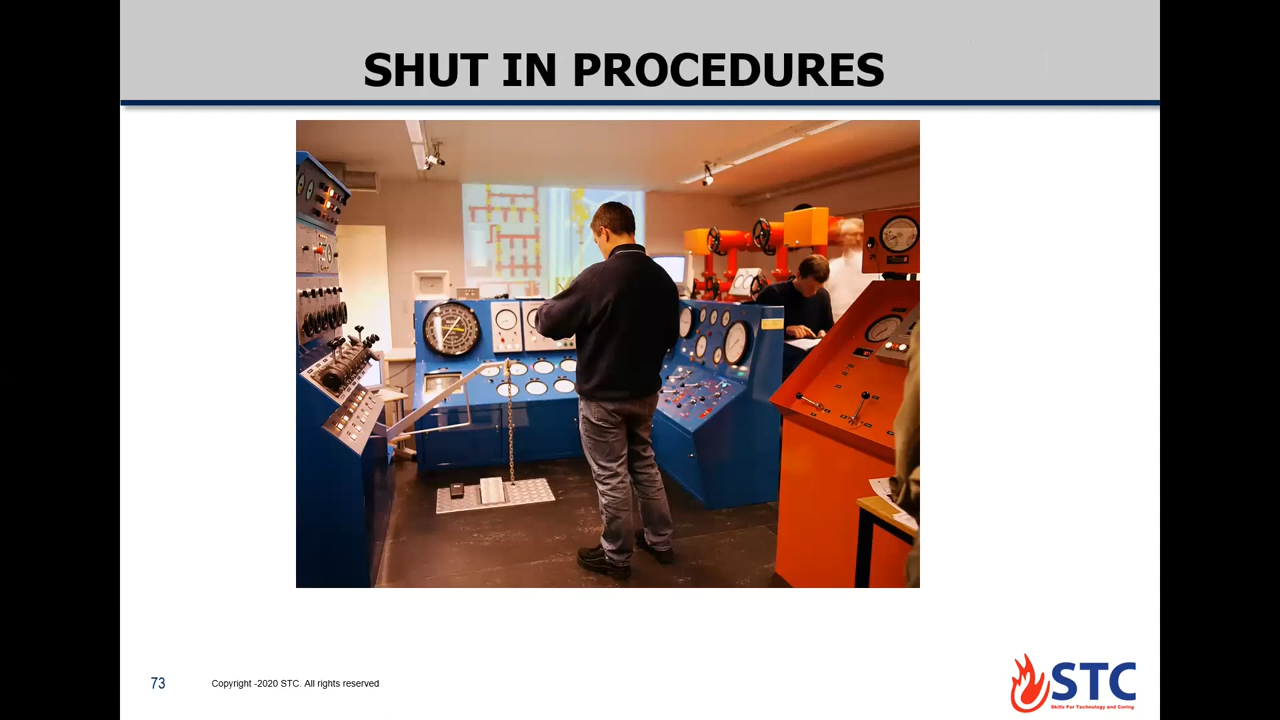 SHUT IN PROCEDURES
73
Copyright -2020 STC. All rights reserved
STC
Skills For Technology and Caring